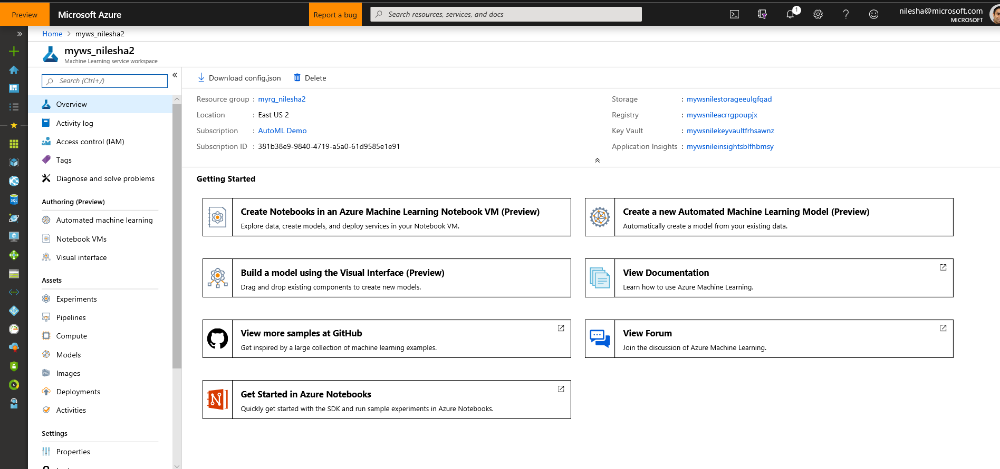 Preview
Microsoft Azure
Report a bug
Search resources, services, and docs
1
nilesha@microsoft.com
MICROSOFT
Home > myws_nilesha2
myws_nilesha2
Machine Learning service workspace
Search (Ctrl+/)
Overview
Activity log
Access control (IAM)
Tags
Diagnose and solve problems
Authoring (Preview)
Automated machine learning
Notebook VMs
Visual interface
Assets
Experiments
Pipelines
Compute
Models
Images
Deployments
Activities
Settings
Properties
Download config.json
Delete
Resource group : myrg_nilesha2
Location : East US 2
Subscription : AutoML Demo
Subscription ID : 381b38e9-9840-4719-a5a0-61d9585e1e91
Storage : mywsnilestorageeulgfqad
Registry : mywsnileacrrgpoupjx
Key Vault : mywsnilekeyvaultfrhsawnz
Application Insights : mywsnileinsightsblfhbmsy
Getting Started
Create Notebooks in an Azure Machine Learning Notebook VM (Preview)
Explore data, create models, and deploy services in your Notebook VM.
Create a new Automated Machine Learning Model (Preview)
Automatically create a model from your existing data.
Build a model using the Visual Interface (Preview)
Drag and drop existing components to create new models.
View Documentation
Learn how to use Azure Machine Learning.
View more samples at GitHub
Get inspired by a large collection of machine learning examples.
View Forum
Join the discussion of Azure Machine Learning.
Get Started in Azure Notebooks
Quickly get started with the SDK and run sample experiments in Azure Notebooks.